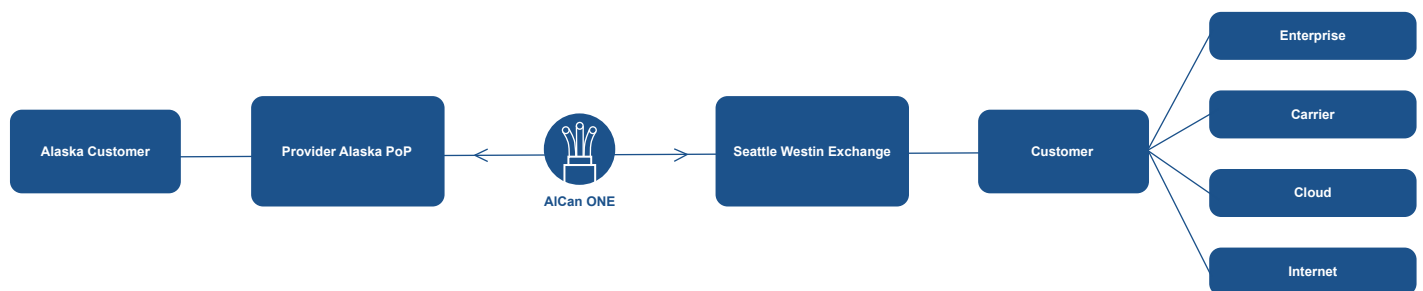 Enterprise
Carrier
Alaska Customer
Provider Alaska PoP
Seattle Westin Exchange
Customer
AlCan ONE
Cloud
Internet